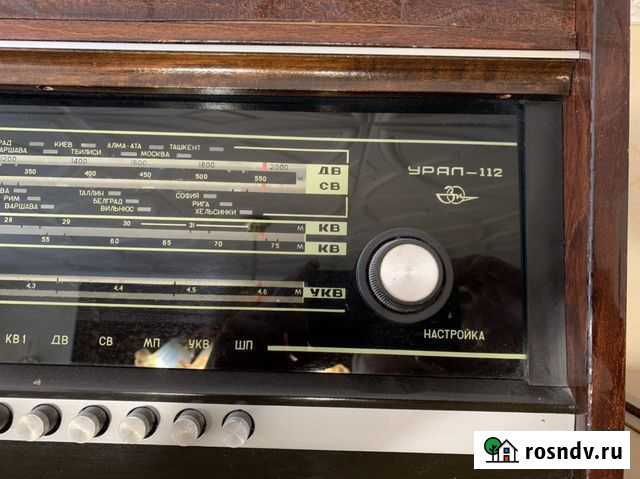 КИЕВ АЛМА-АТА ТАШКЕНТ
ТБИЛИСИ МОСКВА
1400 1600 1800 2000
ДВ
350 400 450 500 550 м
СВ
ТАЛЛИН СОФИЯ
РИМ БЕЛГРАД РИГА
ВАРШАВА ВИЛЬНЮС ХЕЛЬСИНКИ
28 29 30 31 М
КВ
55 60 65 70 75 М
КВ
4.3 4.4 4.5 4.6 М
УКВ
КВ1 ДВ СВ МП УКВ ШП
УРАЛ-112
НАСТРОЙКА
rosndv.ru